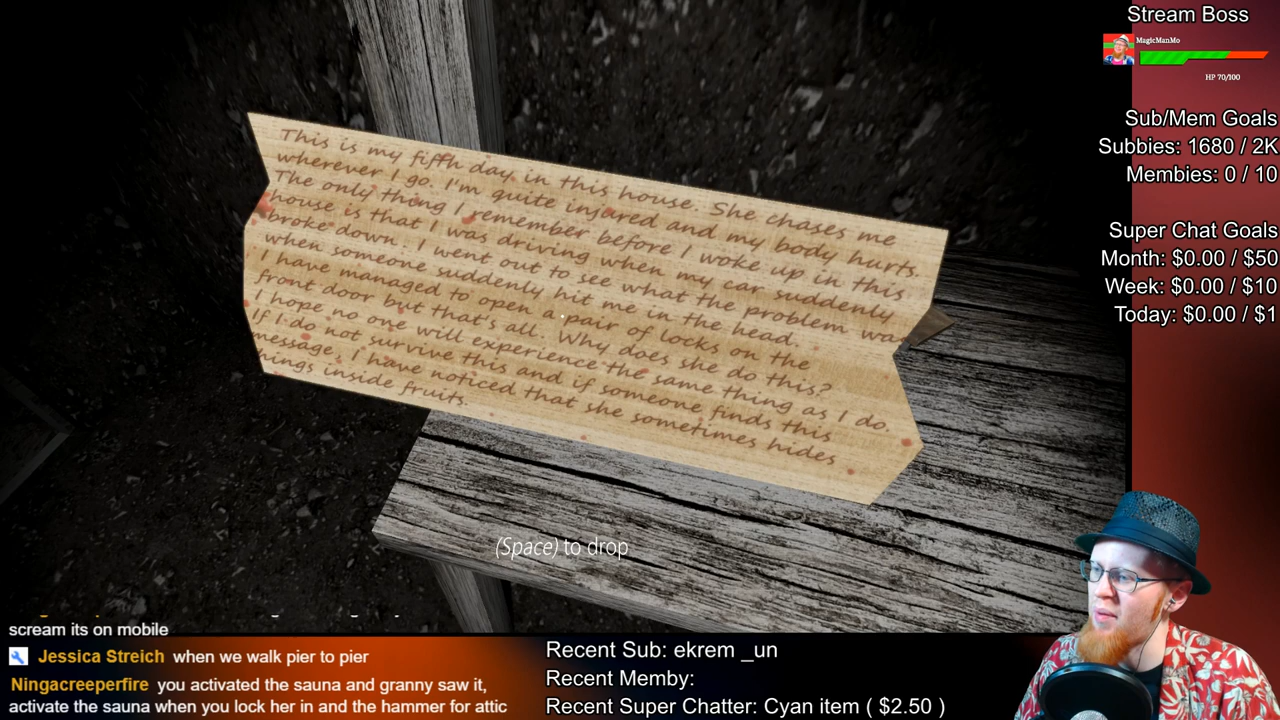 This is my fifth day in this house. She chases me
wherever I go. I'm quite injured and my body hurts.
The only thing I remember before I woke up in this
house is that I was driving when my car suddenly
broke down. I went out to see what the problem was
when someone suddenly hit me in the head.
I have managed to open a pair of locks on the
front door but that's all. Why does she do this?
I hope no one will experience the same thing as I do.
If I do not survive this and if someone finds this
message. I have noticed that she sometimes hides
things inside fruits.
(Space) to drop
Stream Boss
MagicManMo
HP 70/100
Sub/Mem Goals
Subbies: 1680 / 2K
Membies: 0 / 10
Super Chat Goals
Month: $0.00 / $50
Week: $0.00 / $10
Today: $0.00 / $1
scream its on mobile
Jessica Streich when we walk pier to pier
Ningacreeperfire you activated the sauna and granny saw it,
activate the sauna when you lock her in and the hammer for attic
Recent Sub: ekrem _un
Recent Memby:
Recent Super Chatter: Cyan item ( $2.50 )